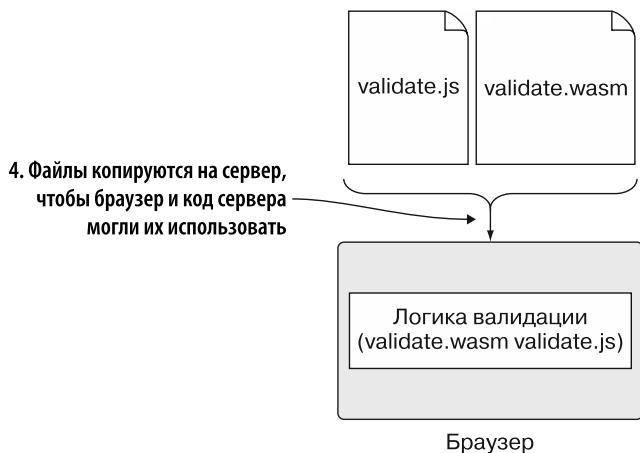 validate.js
validate.wasm
4. Файлы копируются на сервер,
чтобы браузер и код сервера
могли их использовать
Логика валидации
(validate.wasm validate.js)
Браузер